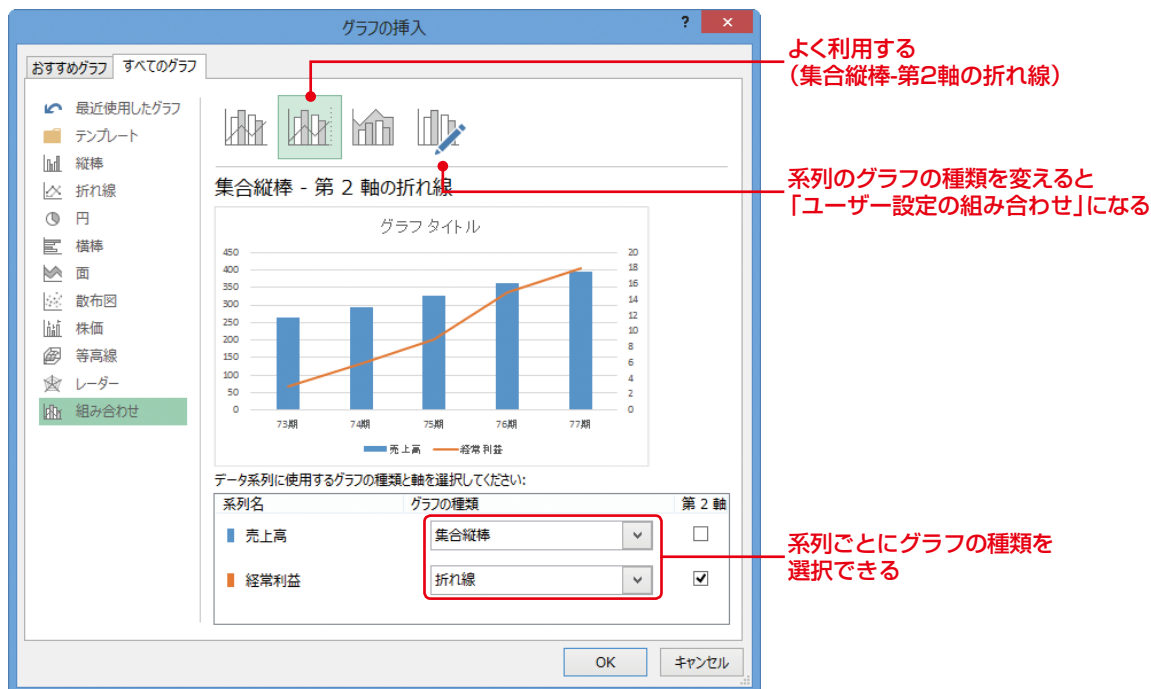 グラフの挿入
?
×
おすすめグラフ
すべてのグラフ
最近使用したグラフ
テンプレート
縦棒
折れ線
円
横棒
面
散布図
株価
等高線
レーダー
組み合わせ
集合縦棒 - 第 2 軸の折れ線
グラフ タイトル
450
400
350
300
250
200
150
100
50
0
20
18
16
14
12
10
8
6
4
2
0
73期
74期
75期
76期
77期
売上高
経常利益
データ系列に使用するグラフの種類と軸を選択してください:
系列名
グラフの種類
第 2 軸
売上高
集合縦棒
経常利益
折れ線
OK
キャンセル
よく利用する
（集合縦棒-第2軸の折れ線）
系列のグラフの種類を変えると
「ユーザー設定の組み合わせ」になる
系列ごとにグラフの種類を
選択できる